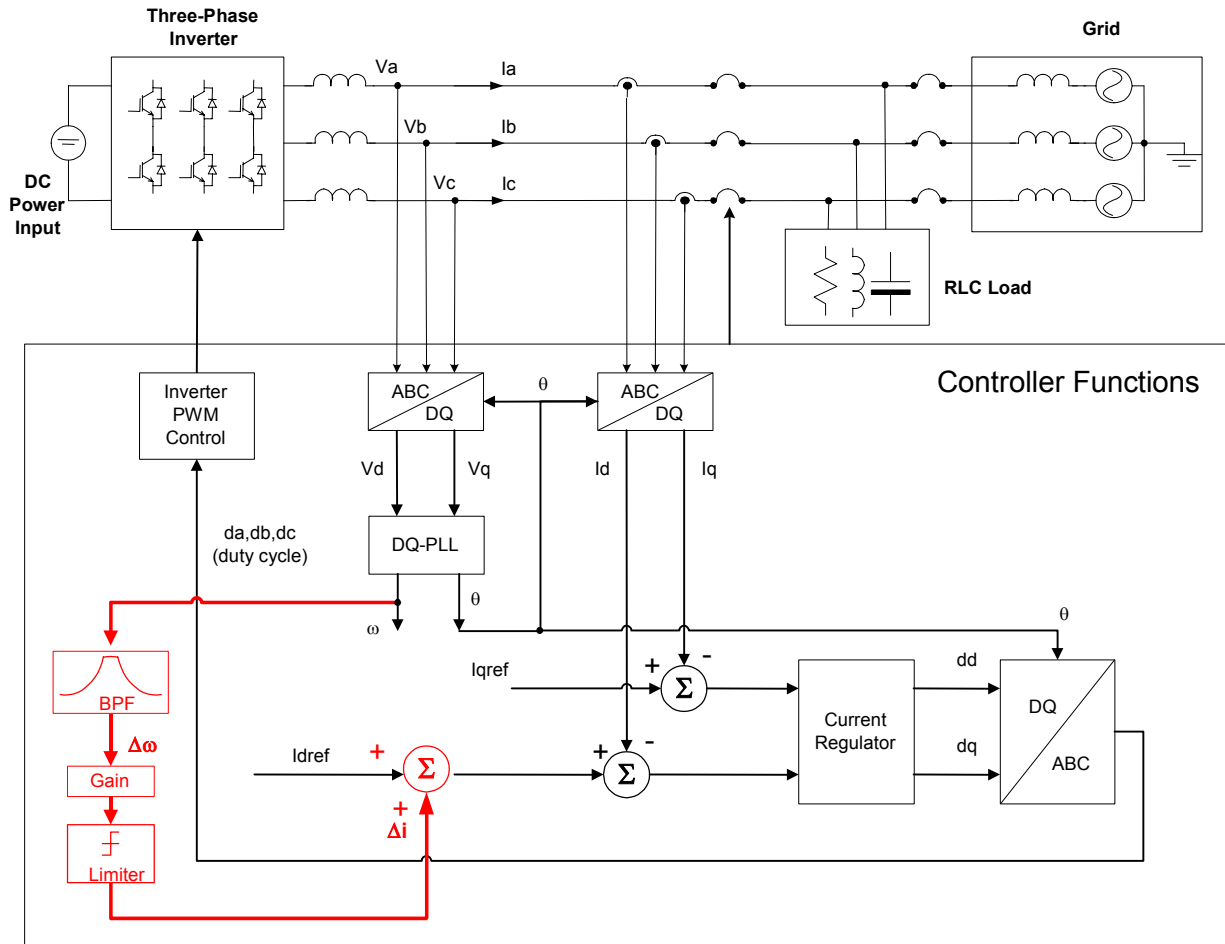 Three-Phase
Inverter
Grid
Va
Ia
Vb
Ib
Vc
Ic
DC
Power
Input
RLC Load
Controller Functions
Inverter
PWM
Control
ABC
DQ
θ
ABC
DQ
Vd
Vq
Id
Iq
da,db,dc
(duty cycle)
DQ-PLL
ω
θ
θ
BPF
Δω
Gain
Limiter
Iqref
+
-
Σ
Idref
+
Σ
+
Δi
+
-
Σ
Current
Regulator
dd
dq
DQ
ABC